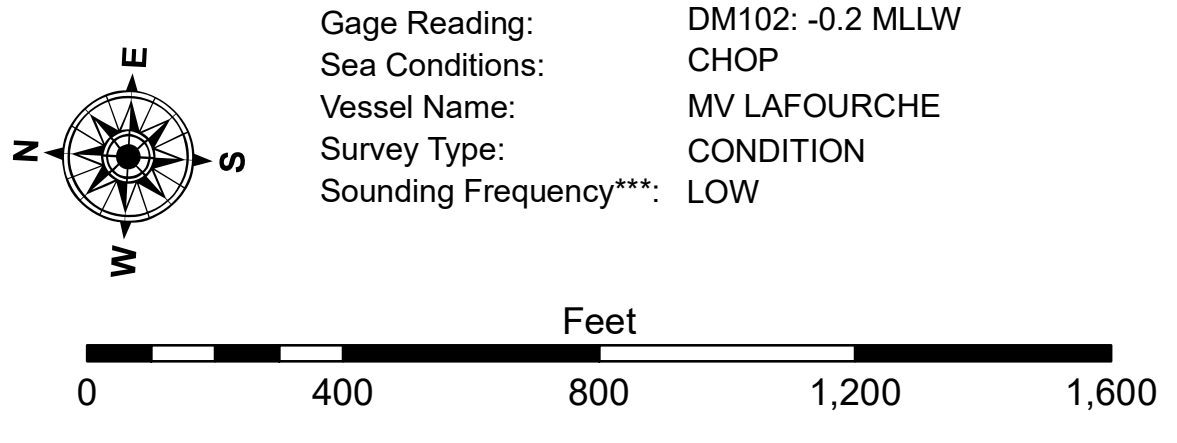 E
N
S
W
Gage Reading: DM102: -0.2 MLLW
Sea Conditions: CHOP
Vessel Name: MV LAFOURCHE
Survey Type: CONDITION
Sounding Frequency***: LOW
Feet
0 400 800 1,200 1,600